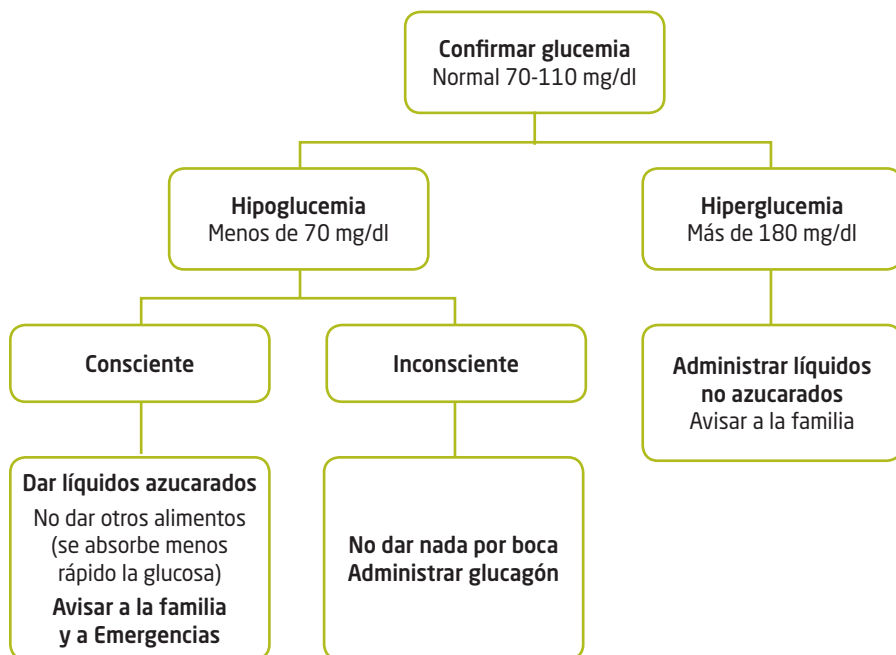 Confirmar glucemia
Normal 70-110 mg/dl
Hipoglucemia
Menos de 70 mg/dl
Hiperglucemia
Más de 180 mg/dl
Consciente
Inconsciente
Administrar líquidos
no azucarados
Avisar a la familia
Dar líquidos azucarados
No dar otros alimentos
(se absorbe menos
rápido la glucosa)
Avisar a la familia
y a Emergencias
No dar nada por boca
Administrar glucagón